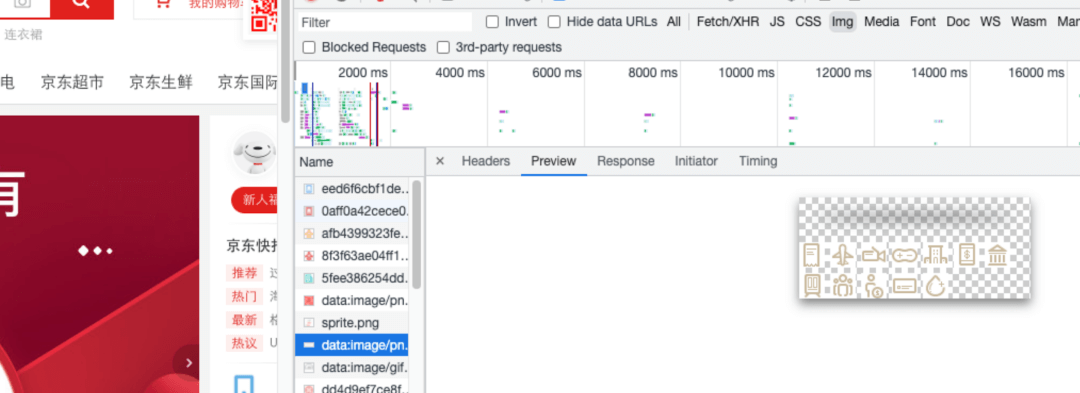 我的购物车
连衣裙
电 京东超市 京东生鲜 京东国际
新人福
京东快报
推荐
热门
最新
热议 U
Filter Invert Hide data URLs All Fetch/XHR JS CSS Img Media Font Doc WS Wasm Man
Blocked Requests 3rd-party requests
2000 ms 4000 ms 6000 ms 8000 ms 10000 ms 12000 ms 14000 ms 16000 ms
Name × Headers Preview Response Initiator Timing
eed6f6cbf1de...
0aff0a42cece0...
afb4399323fe...
8f3f63ae04ff1...
5fee386254dd...
data:image/pn...
sprite.png
data:image/pn...
data:image/gif...
dd4d9ef7ce8f...